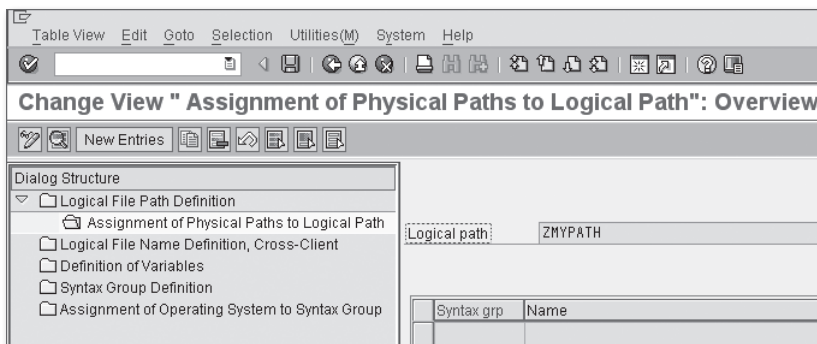 Table View Edit Goto Selection Utilities(M) System Help
Change View " Assignment of Physical Paths to Logical Path": Overview
New Entries
Dialog Structure
Logical File Path Definition
Assignment of Physical Paths to Logical Path
Logical File Name Definition, Cross-Client
Definition of Variables
Syntax Group Definition
Assignment of Operating System to Syntax Group
Logical path ZMYPATH
Syntax grp Name